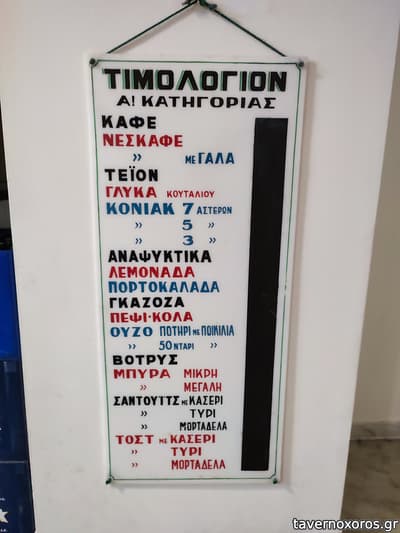 ΤΙΜΟΛΟΓΙΟΝ
Α! ΚΑΤΗΓΟΡΙΑΣ
ΚΑΦΕ
ΝΕΣΚΑΦΕ
» ΜΕ ΓΑΛΑ
ΤΕΪΟΝ
ΓΛΥΚΑ ΚΟΥΤΑΛΙΟΥ
ΚΟΝΙΑΚ 7 ΑΣΤΕΡΩΝ
» 5 »
» 3 »
ΑΝΑΨΥΚΤΙΚΑ
ΛΕΜΟΝΑΔΑ
ΠΟΡΤΟΚΑΛΑΔΑ
ΓΚΑΖΟΖΑ
ΠΕΨΙ-ΚΟΛΑ
ΟΥΖΟ ΠΟΤΗΡΙ ΜΕ ΠΟΙΚΙΛΙΑ
» 50ΝΤΑΡΙ »
ΒΟΤΡΥΣ
ΜΠΥΡΑ ΜΙΚΡΗ
» ΜΕΓΑΛΗ
ΣΑΝΤΟΥΙΤΣ ΜΕ ΚΑΣΕΡΙ
» ΤΥΡΙ
» ΜΟΡΤΑΔΕΛΑ
ΤΟΣΤ ΜΕ ΚΑΣΕΡΙ
» ΤΥΡΙ
» ΜΟΡΤΑΔΕΛΑ
tavernoxoros.gr